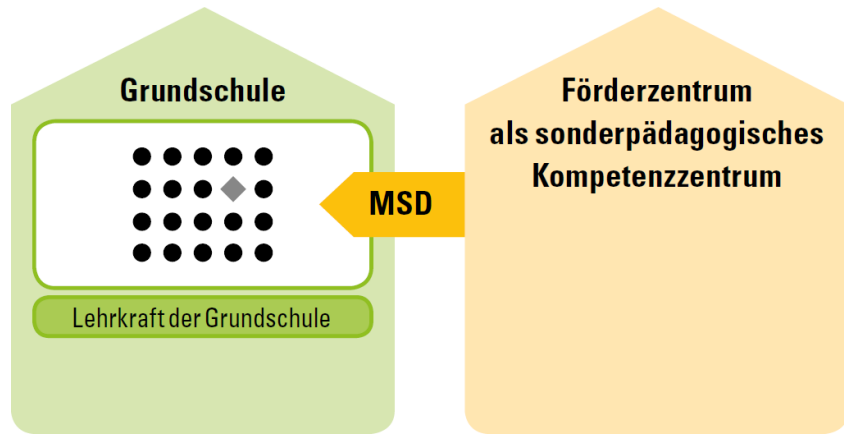 Grundschule
Lehrkraft der Grundschule
MSD
Förderzentrum
als sonderpädagogisches
Kompetenzzentrum